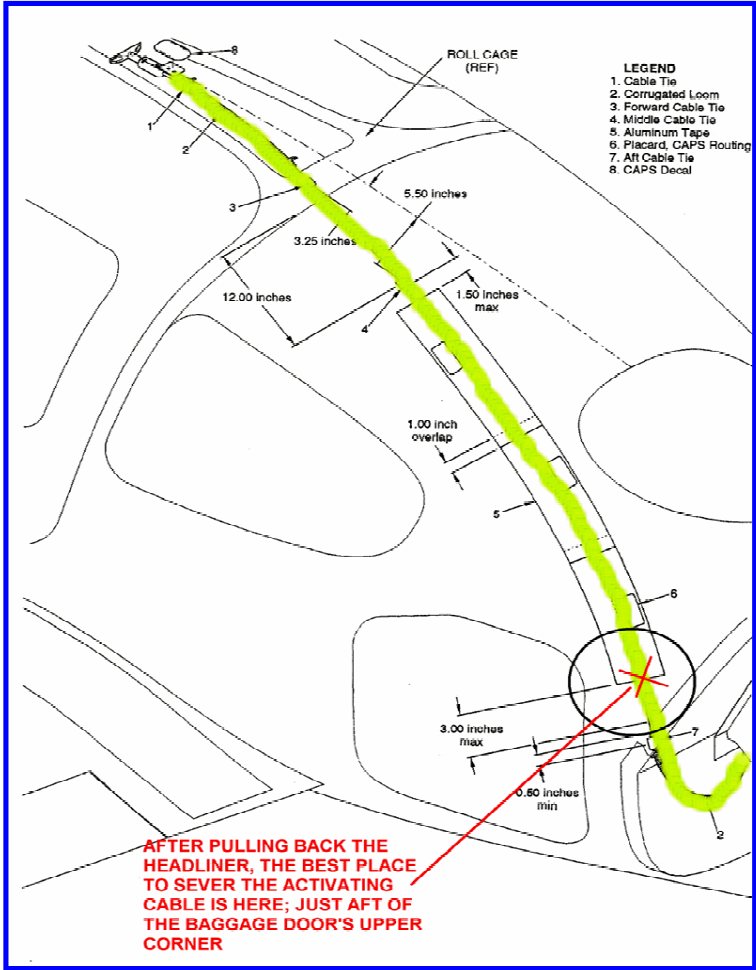 8
ROLL CAGE
(REF)
LEGEND
1. Cable Tie
2. Corrugated Loom
3. Forward Cable Tie
4. Middle Cable Tie
5. Aluminum Tape
6. Placard, CAPS Routing
7. Aft Cable Tie
8. CAPS Decal
1
2
3
5.50 inches
3.25 inches
12.00 inches
1.50 inches
max
4
1.00 inch
overlap
5
6
3.00 inches
max
7
0.50 inches
min
2
AFTER PULLING BACK THE
HEADLINER, THE BEST PLACE
TO SEVER THE ACTIVATING
CABLE IS HERE; JUST AFT OF
THE BAGGAGE DOOR'S UPPER
CORNER